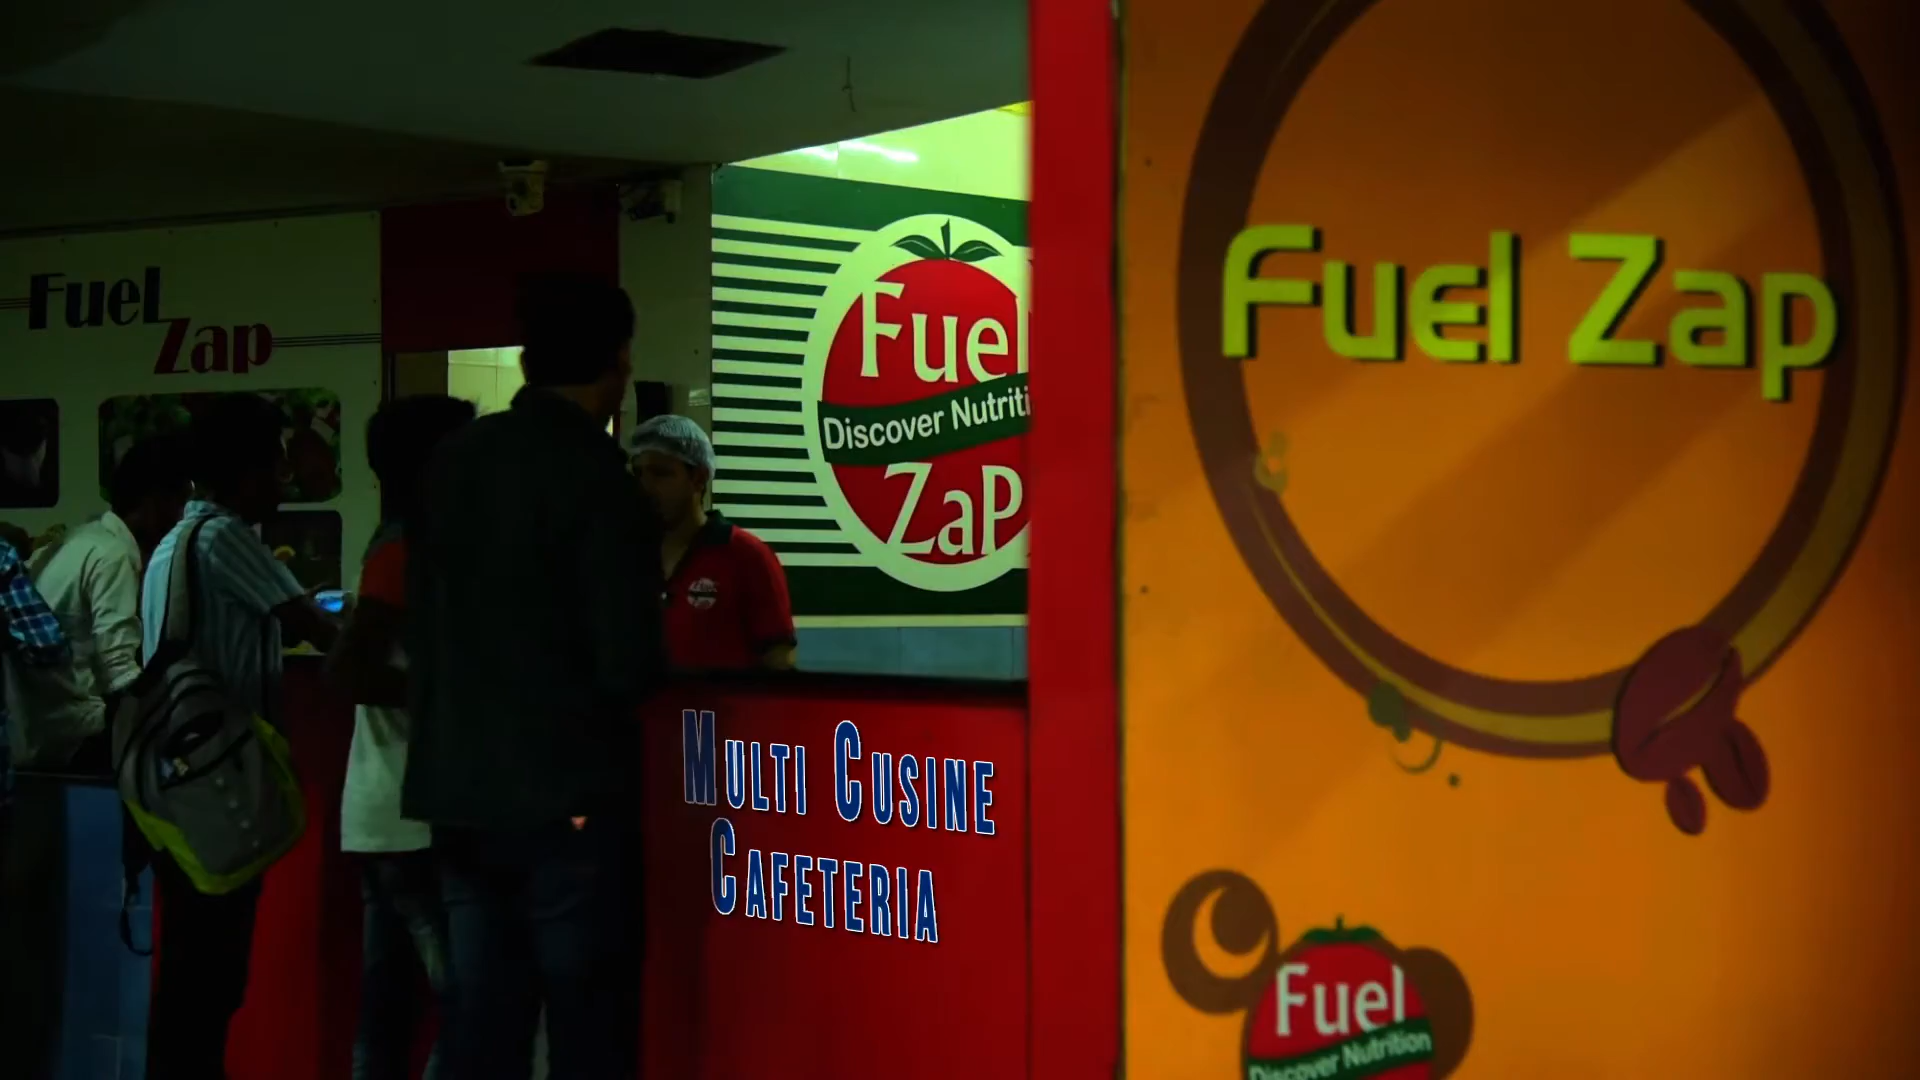 Fuel
Zap
Fuel
Discover Nutriti
ZaP
Multi Cusine
Cafeteria
Fuel Zap
Fuel
Discover Nutrition